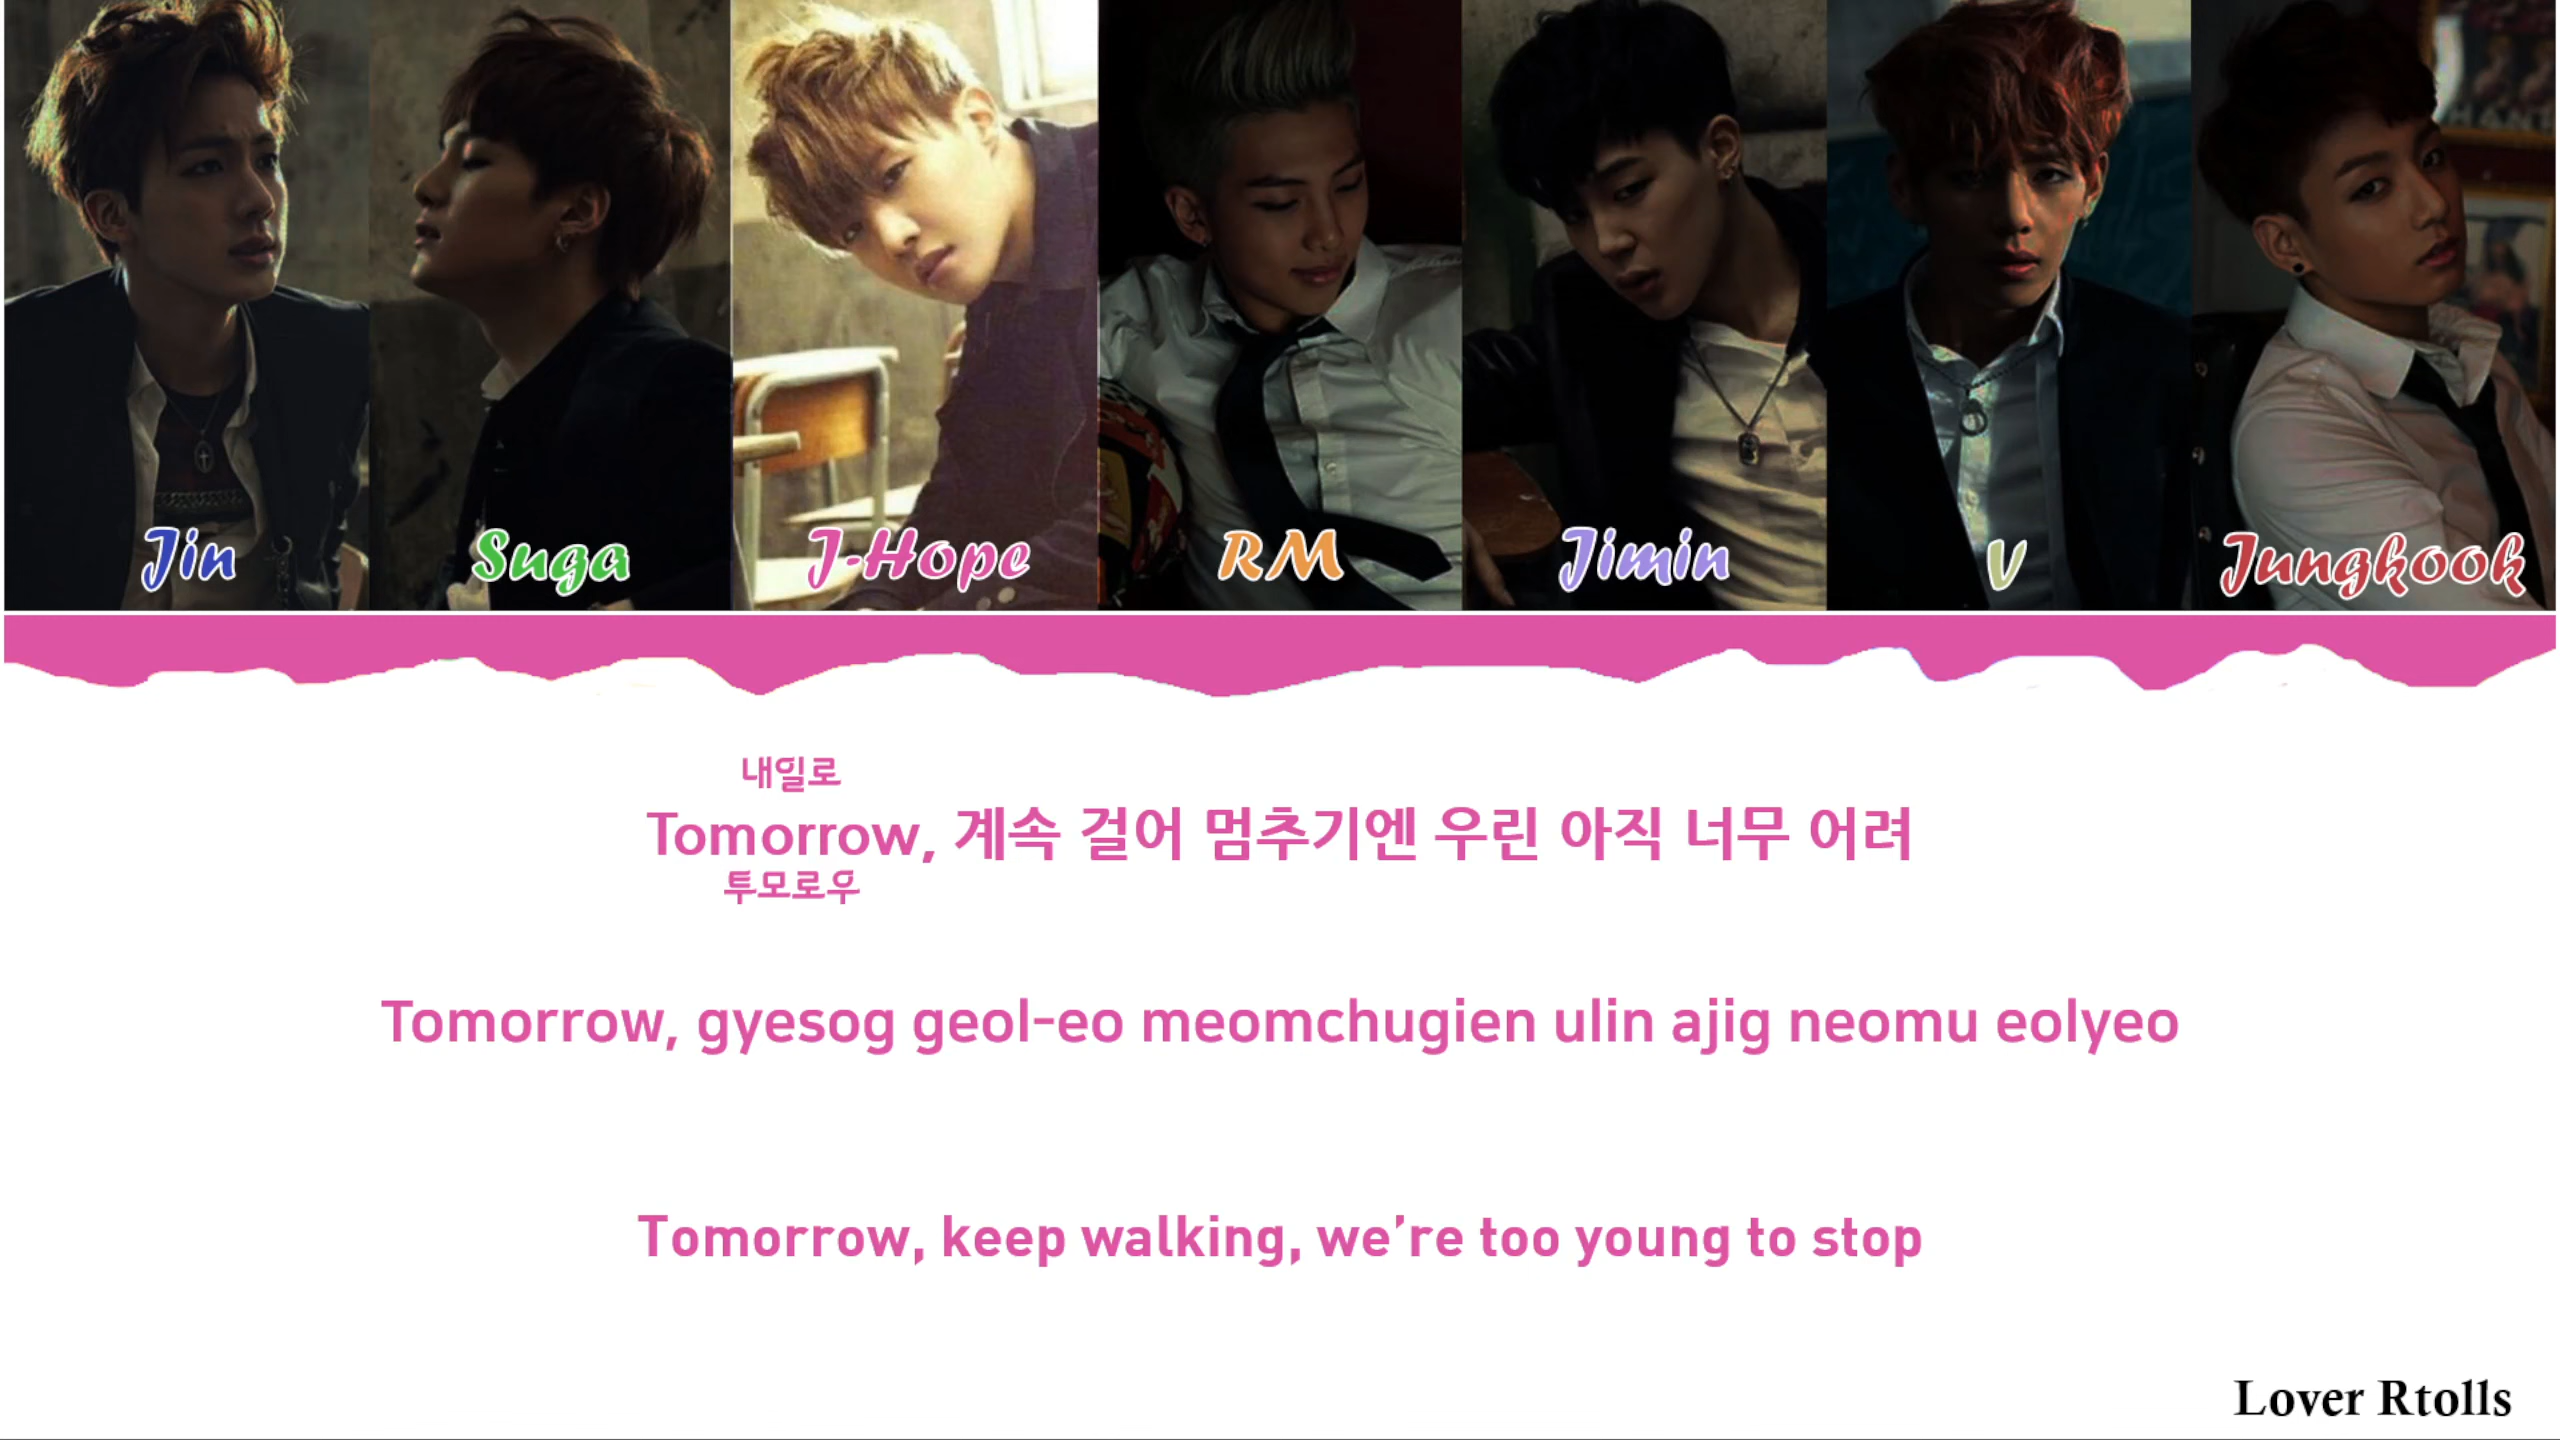 Jin
Suga
J-Hope
RM
Jimin
V
Jungkook
내일로
Tomorrow, 계속 걸어 멈추기엔 우린 아직 너무 어려
투모로우
Tomorrow, gyesog geol-eo meomchugien ulin ajig neomu eolyeo
Tomorrow, keep walking, we’re too young to stop
Lover Rtolls